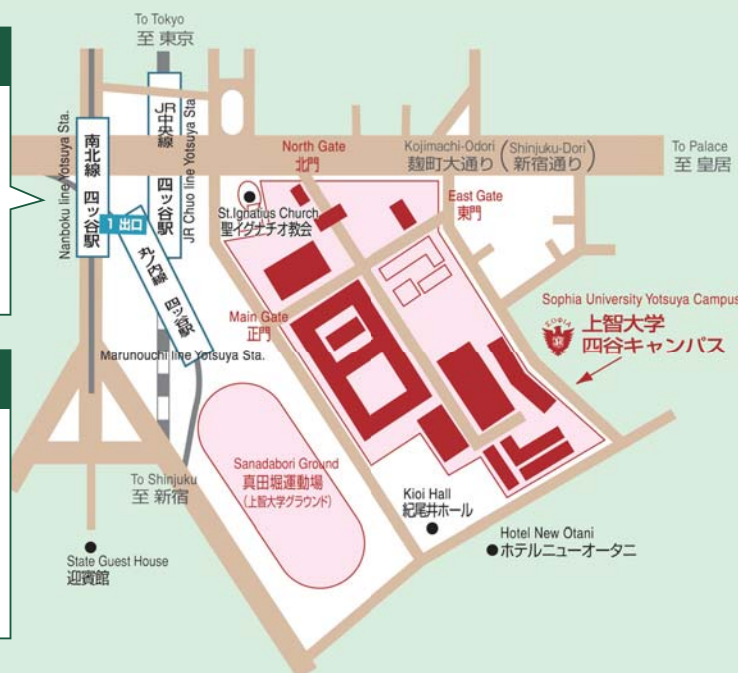 To Tokyo
至 東京
Nanboku line Yotsuya Sta.
南北線 四ッ谷駅
JR中央線 四ッ谷駅
JR Chuo line Yotsuya Sta
1 出口
丸ノ内線 四ッ谷駅
Marunouchi line Yotsuya Sta.
North Gate
北門
Kojimachi-Odori (Shinjuku-Dori)
麹町大通り(新宿通り)
To Palace
至 皇居
St.Ignatius Church
聖イグナチオ教会
East Gate
東門
Main Gate
正門
Sophia University Yotsuya Campus
SOPHIA
上智大学
四谷キャンパス
To Shinjuku
至 新宿
Sanadabori Ground
真田堀運動場
(上智大学グラウンド)
Kioi Hall
紀尾井ホール
Hotel New Otani
ホテルニューオータニ
State Guest House
迎賓館